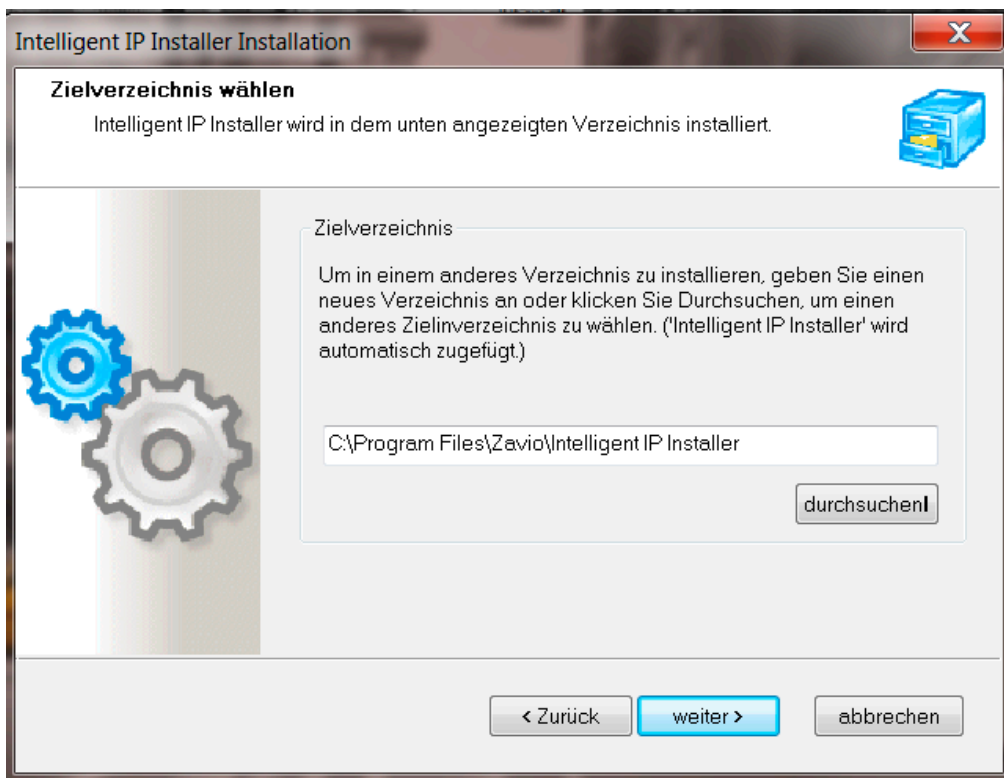 Intelligent IP Installer Installation
Zielverzeichnis wählen
Intelligent IP Installer wird in dem unten angezeigten Verzeichnis installiert.
Zielverzeichnis
Um in einem anderes Verzeichnis zu installieren, geben Sie einen
neues Verzeichnis an oder klicken Sie Durchsuchen, um einen
anderes Zielinverzeichnis zu wählen. ('Intelligent IP Installer' wird
automatisch zugefügt.)
C:\Program Files\Zavio\Intelligent IP Installer
durchsuchenl
< Zurück
weiter >
abbrechen